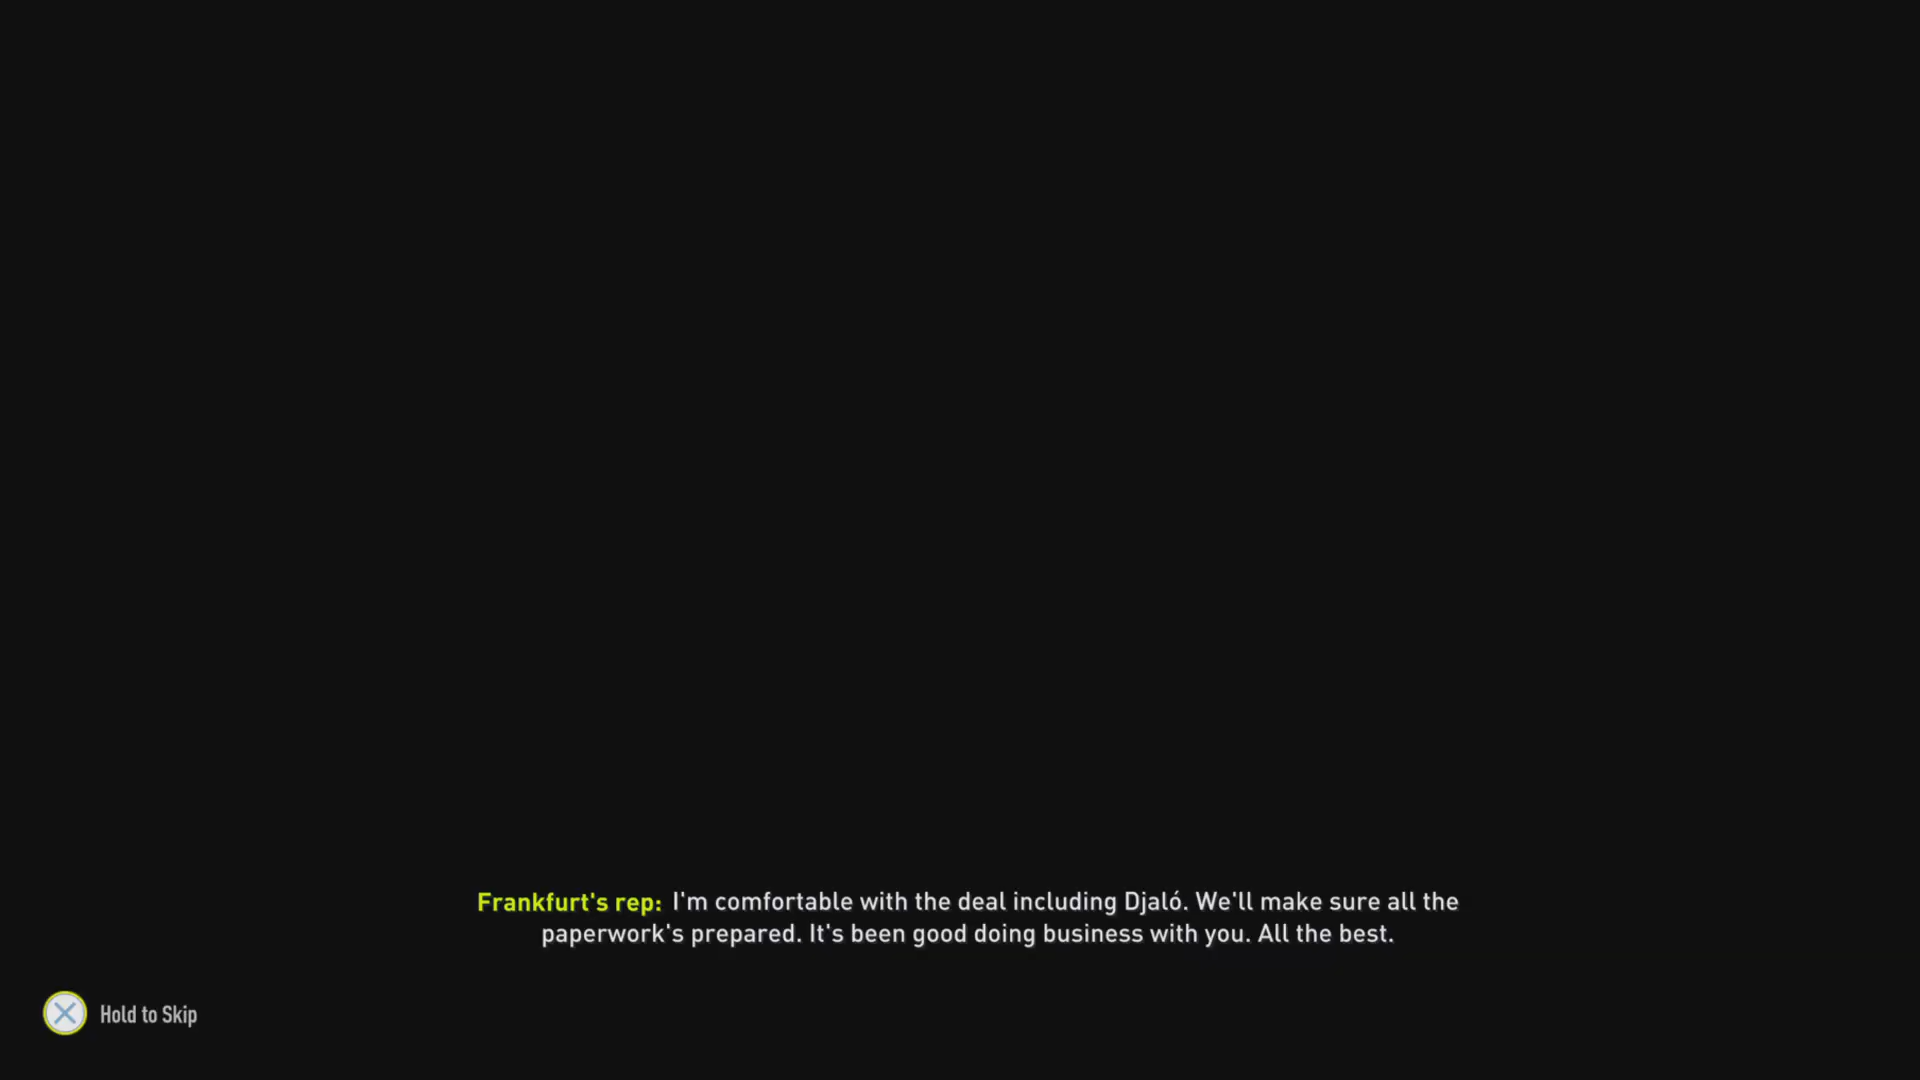 Frankfurt's rep: I'm comfortable with the deal including Djaló. We'll make sure all the
paperwork's prepared. It's been good doing business with you. All the best.
Hold to Skip